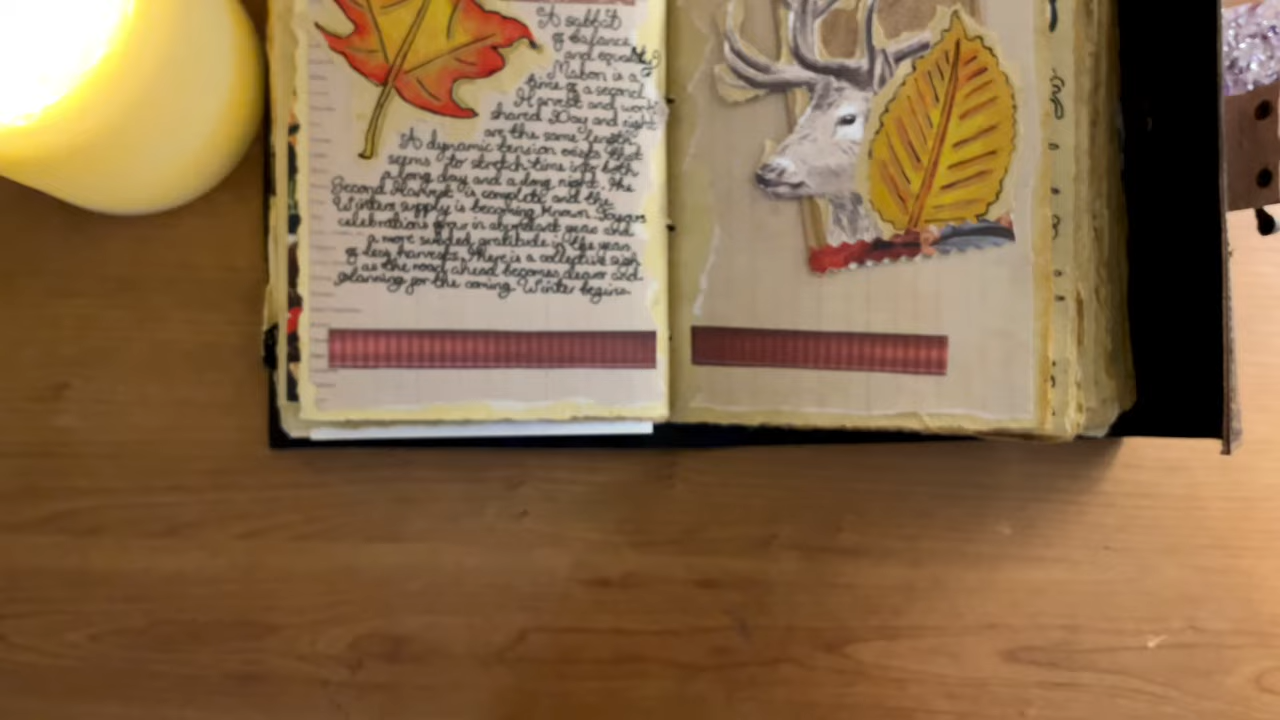 A sabbat
of balance
and equality
Mabon is a
time of a second
Harvest and work
shared. Day and night
are the same length.
A dynamic tension exists that
seems to stretch time into both
a long day and a long night. The
Second Harvest is complete and the
Winters supply is becoming known. Joyous
celebrations occur in abundant years and
a more subdued gratitude in the years
of less harvests. There is a collective sigh
as the road ahead becomes clearer and
planning for the coming Winter begins.